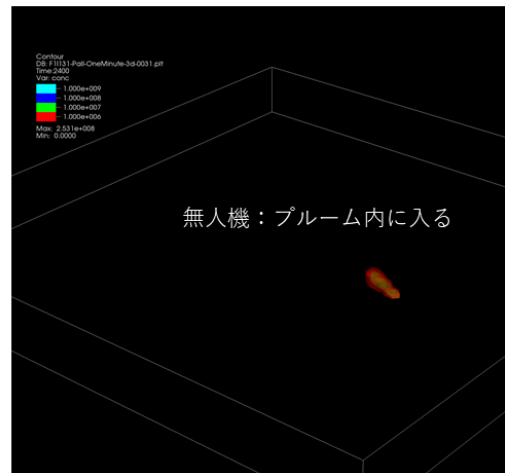 Contour
DB: F1I131-Pall-OneMinute-3d-0031.plt
Time:2400
Var: conc
1.000e+009
1.000e+008
1.000e+007
1.000e+006
Max: 2.531e+008
Min: 0.0000
無人機：プルーム内に入る